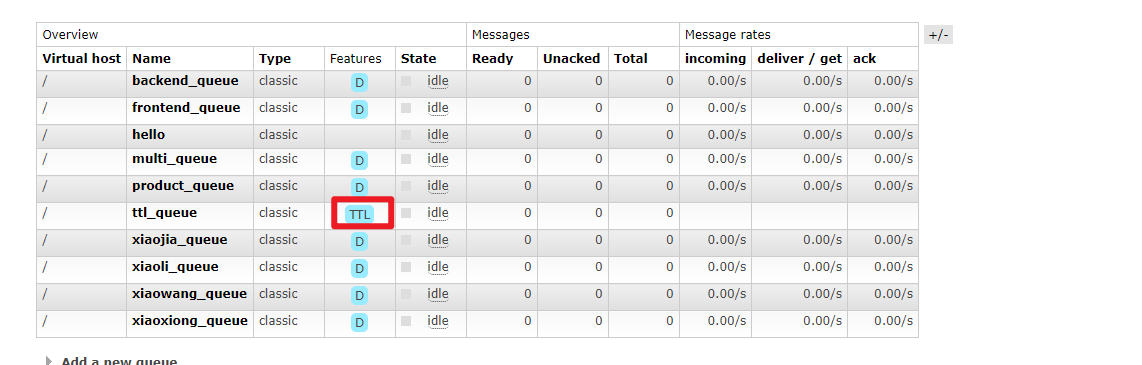 Overview Messages Message rates +/-
Virtual host Name Type Features State Ready Unacked Total incoming deliver / get ack
/ backend_queue classic D idle 0 0 0 0.00/s 0.00/s 0.00/s
/ frontend_queue classic D idle 0 0 0 0.00/s 0.00/s 0.00/s
/ hello classic idle 0 0 0 0.00/s 0.00/s 0.00/s
/ multi_queue classic D idle 0 0 0 0.00/s 0.00/s 0.00/s
/ product_queue classic D idle 0 0 0 0.00/s 0.00/s 0.00/s
/ ttl_queue classic TTL idle 0 0 0
/ xiaojia_queue classic D idle 0 0 0 0.00/s 0.00/s 0.00/s
/ xiaoli_queue classic D idle 0 0 0 0.00/s 0.00/s 0.00/s
/ xiaowang_queue classic D idle 0 0 0 0.00/s 0.00/s 0.00/s
/ xiaoxiong_queue classic D idle 0 0 0 0.00/s 0.00/s 0.00/s
Add a new queue